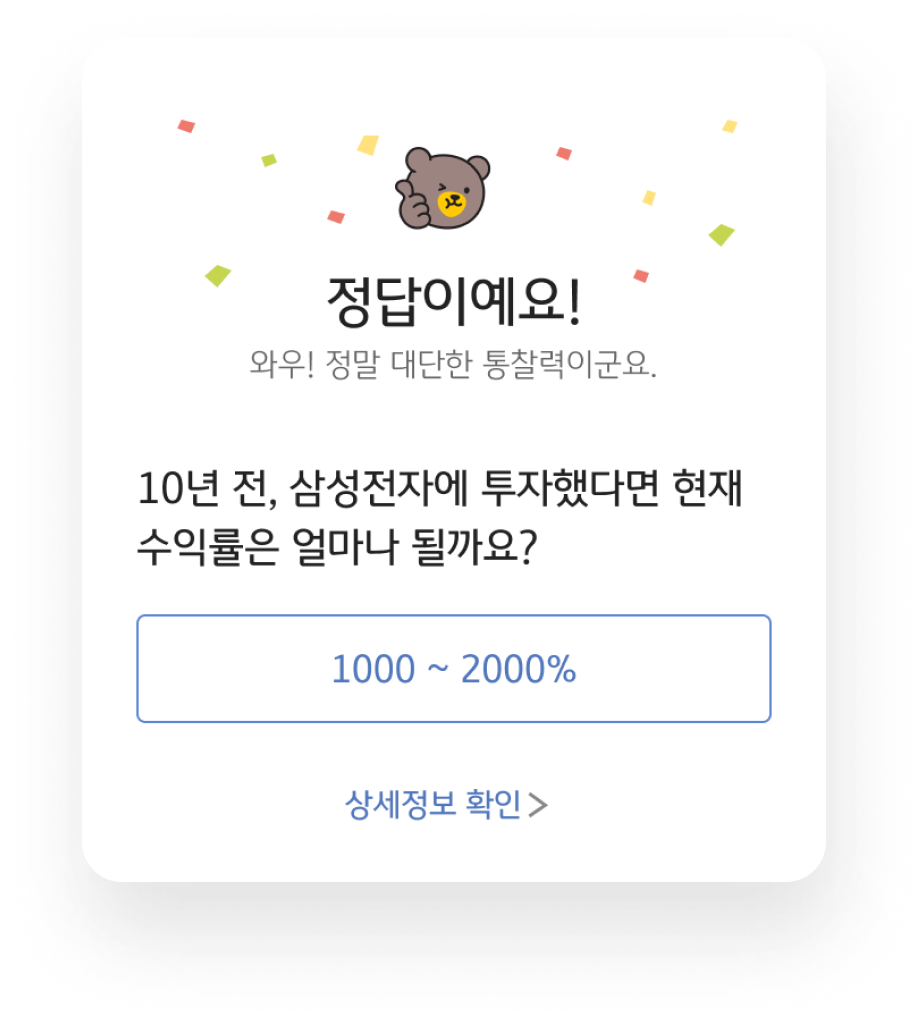 정답이예요!
와우! 정말 대단한 통찰력이군요.
10년 전, 삼성전자에 투자했다면 현재
수익률은 얼마나 될까요?
1000 ~ 2000%
상세정보 확인 >